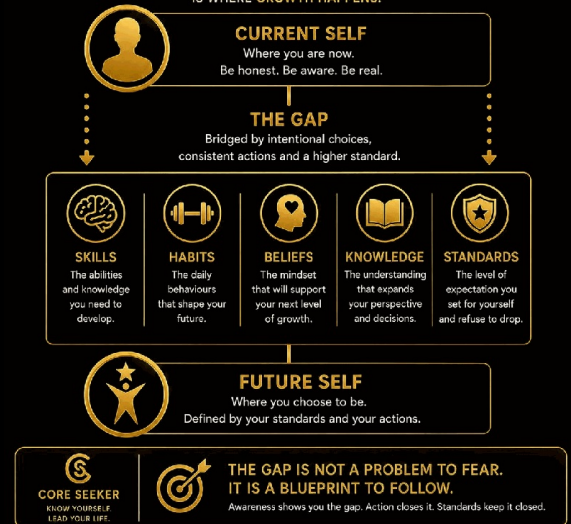 IS WHERE GROWTH HAPPENS.
CURRENT SELF
Where you are now.
Be honest. Be aware. Be real.
THE GAP
Bridged by intentional choices,
consistent actions and a higher standard.
SKILLS
The abilities
and knowledge
you need to
develop.
HABITS
The daily
behaviours
that shape your
future.
BELIEFS
The mindset
that will support
your next level
of growth.
KNOWLEDGE
The understanding
that expands
your perspective
and decisions.
STANDARDS
The level of
expectation you
set for yourself
and refuse to drop.
FUTURE SELF
Where you choose to be.
Defined by your standards and your actions.
CORE SEEKER
KNOW YOURSELF.
LEAD YOUR LIFE.
THE GAP IS NOT A PROBLEM TO FEAR.
IT IS A BLUEPRINT TO FOLLOW.
Awareness shows you the gap. Action closes it. Standards keep it closed.